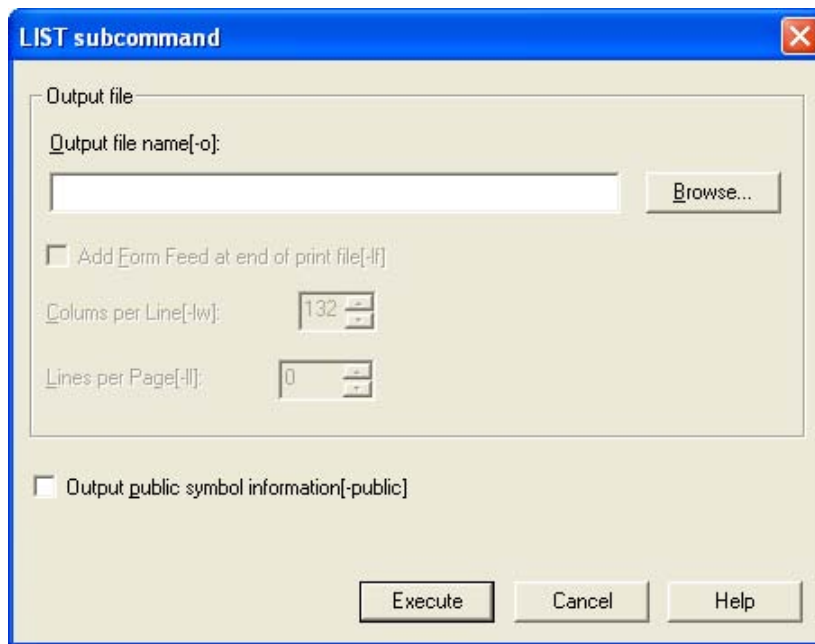 LIST subcommand
Output file
Output file name[-o]:
Browse...
Add Form Feed at end of print file[-lf]
Colums per Line[-lw]:
132
Lines per Page[-ll]:
0
Output public symbol information[-public]
Execute
Cancel
Help